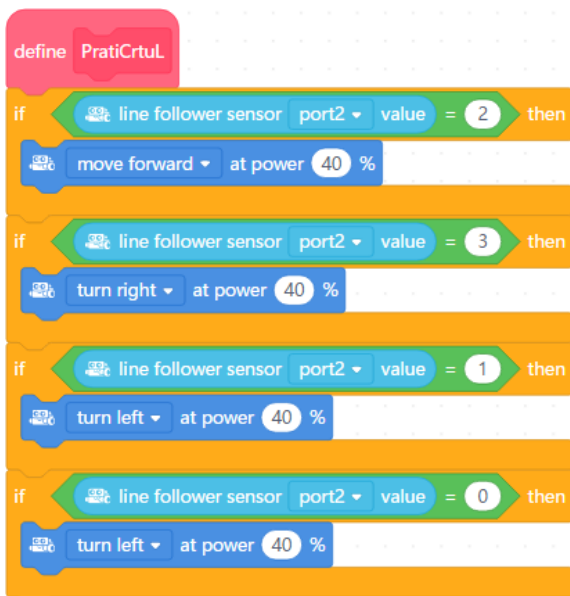 define PratiCrtuL
if line follower sensor port2 value = 2 then
move forward at power 40 %
if line follower sensor port2 value = 3 then
turn right at power 40 %
if line follower sensor port2 value = 1 then
turn left at power 40 %
if line follower sensor port2 value = 0 then
turn left at power 40 %